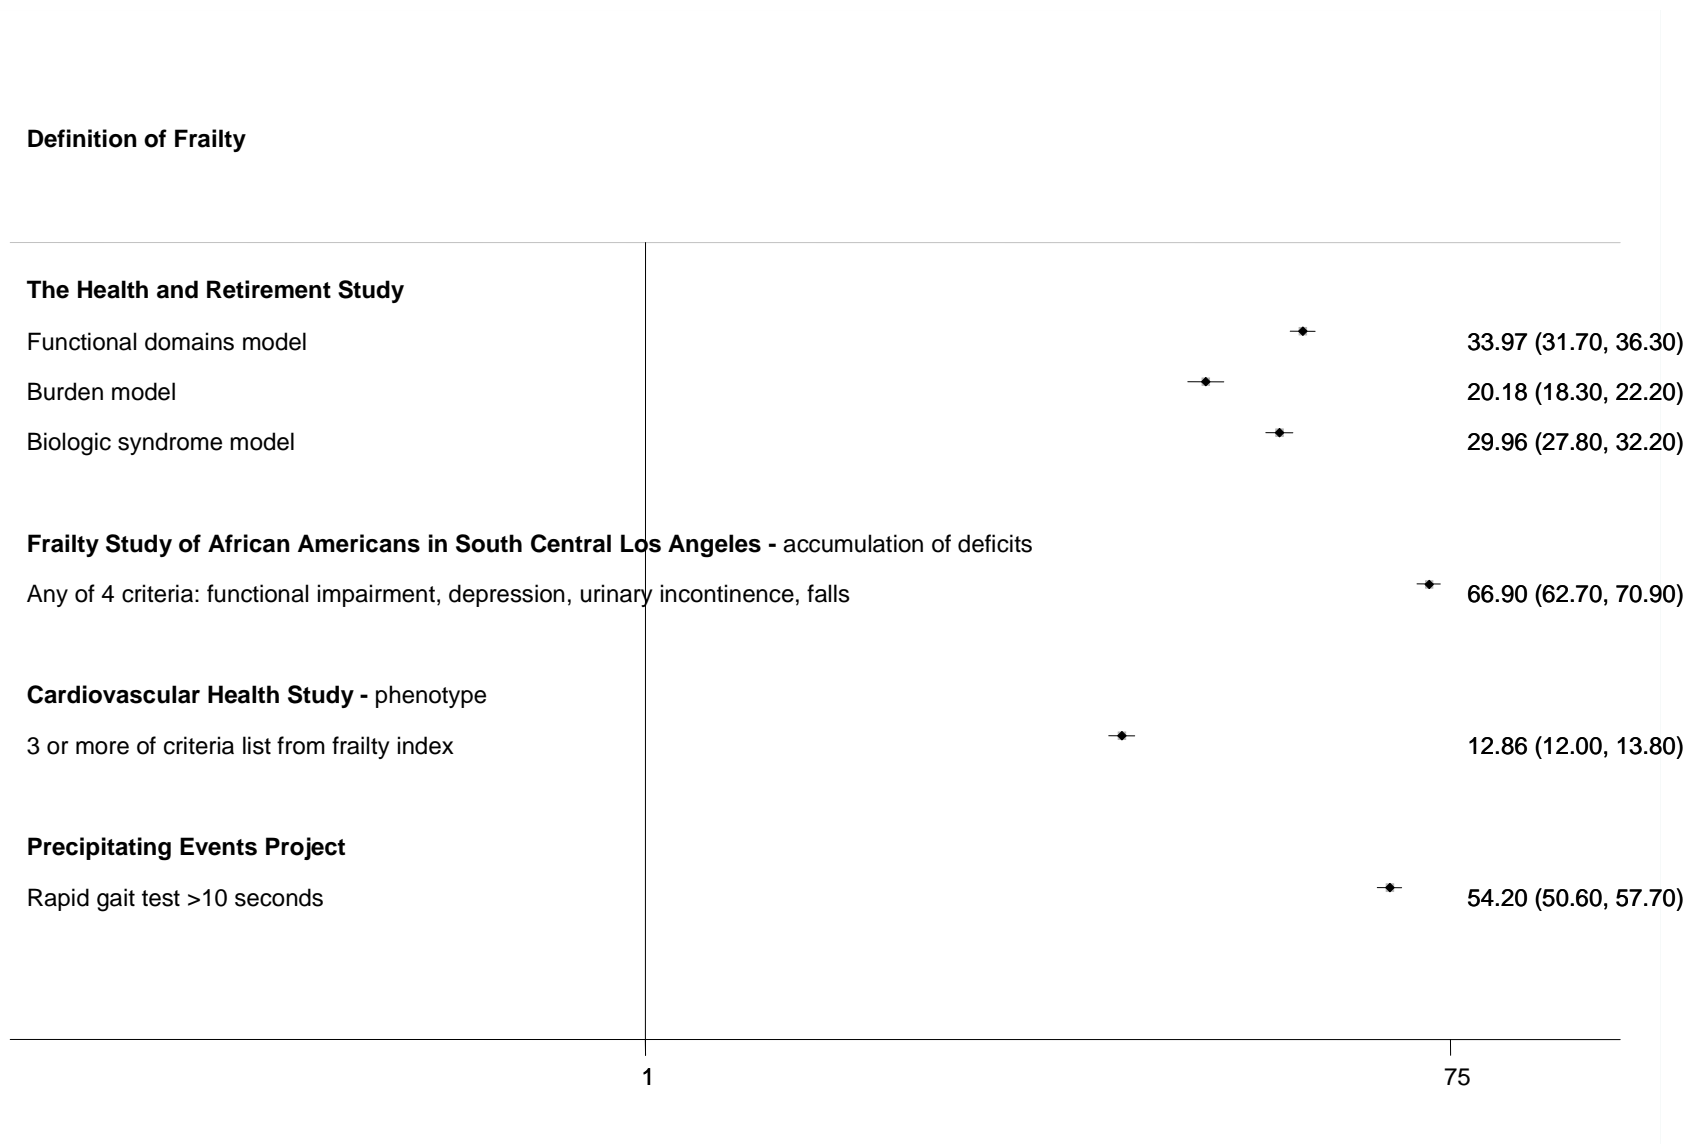 Definition of Frailty
The Health and Retirement Study
Functional domains model 33.97 (31.70, 36.30)
Burden model 20.18 (18.30, 22.20)
Biologic syndrome model 29.96 (27.80, 32.20)
Frailty Study of African Americans in South Central Los Angeles - accumulation of deficits
Any of 4 criteria: functional impairment, depression, urinary incontinence, falls 66.90 (62.70, 70.90)
Cardiovascular Health Study - phenotype
3 or more of criteria list from frailty index 12.86 (12.00, 13.80)
Precipitating Events Project
Rapid gait test >10 seconds 54.20 (50.60, 57.70)
1 75